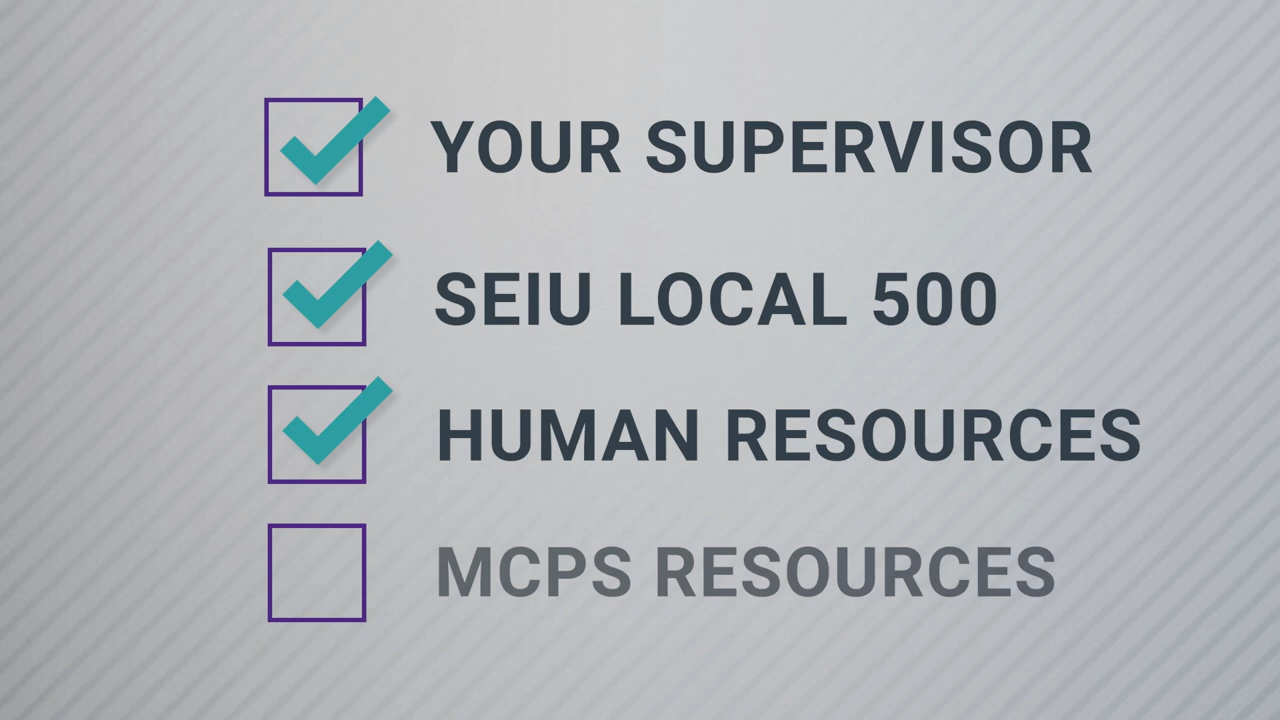 YOUR SUPERVISOR
SEIU LOCAL 500
HUMAN RESOURCES
MCPS RESOURCES